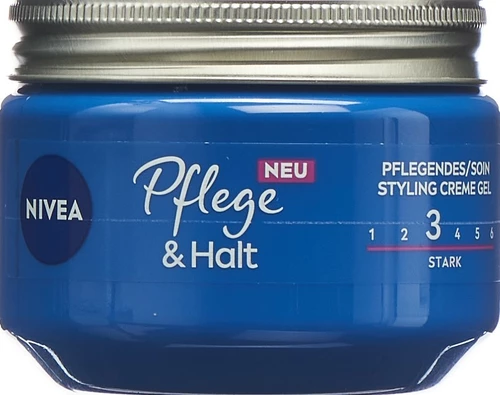 NIVEA
Pflege
NEU
& Halt
PFLEGENDES/SOIN
STYLING CREME GEL
1 2 3 4 5 6
STARK